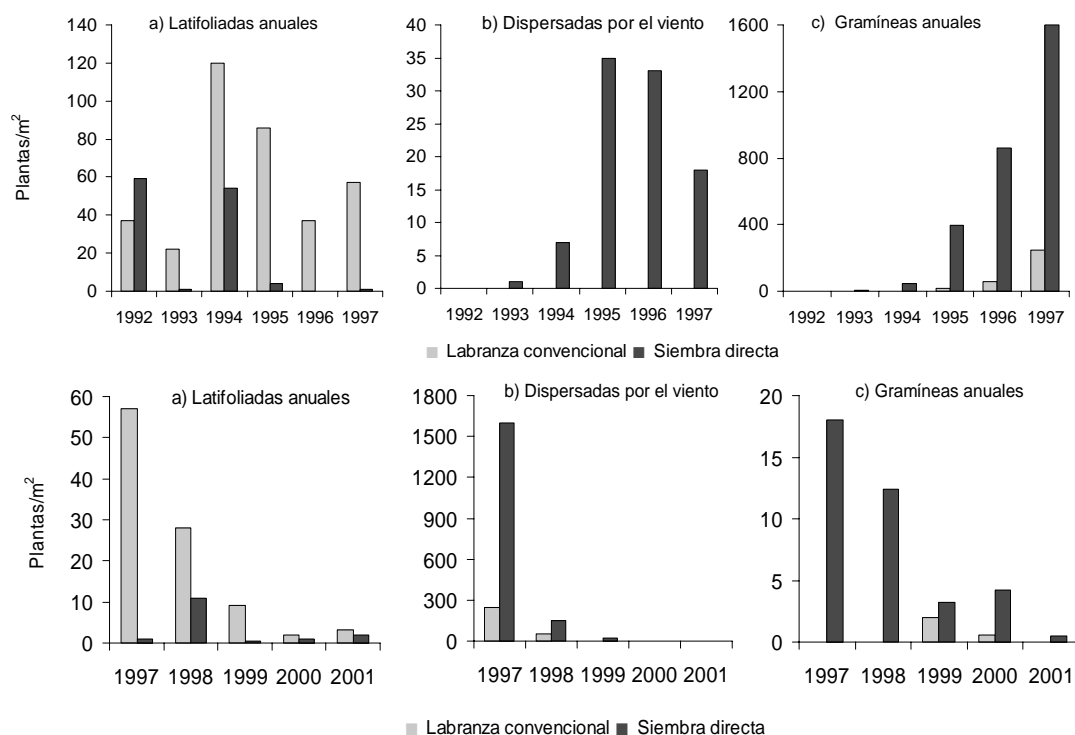 a) Latifoliadas anuales
Plantas/m²
140
120
100
80
60
40
20
0
1992 1993 1994 1995 1996 1997
b) Dispersadas por el viento
40
35
30
25
20
15
10
5
0
1992 1993 1994 1995 1996 1997
c) Gramíneas anuales
1600
1200
800
400
0
1992 1993 1994 1995 1996 1997
Labranza convencional Siembra directa
a) Latifoliadas anuales
Plantas/m²
60
50
40
30
20
10
0
1997 1998 1999 2000 2001
b) Dispersadas por el viento
1800
1500
1200
900
600
300
0
1997 1998 1999 2000 2001
c) Gramíneas anuales
20
15
10
5
0
1997 1998 1999 2000 2001
Labranza convencional Siembra directa